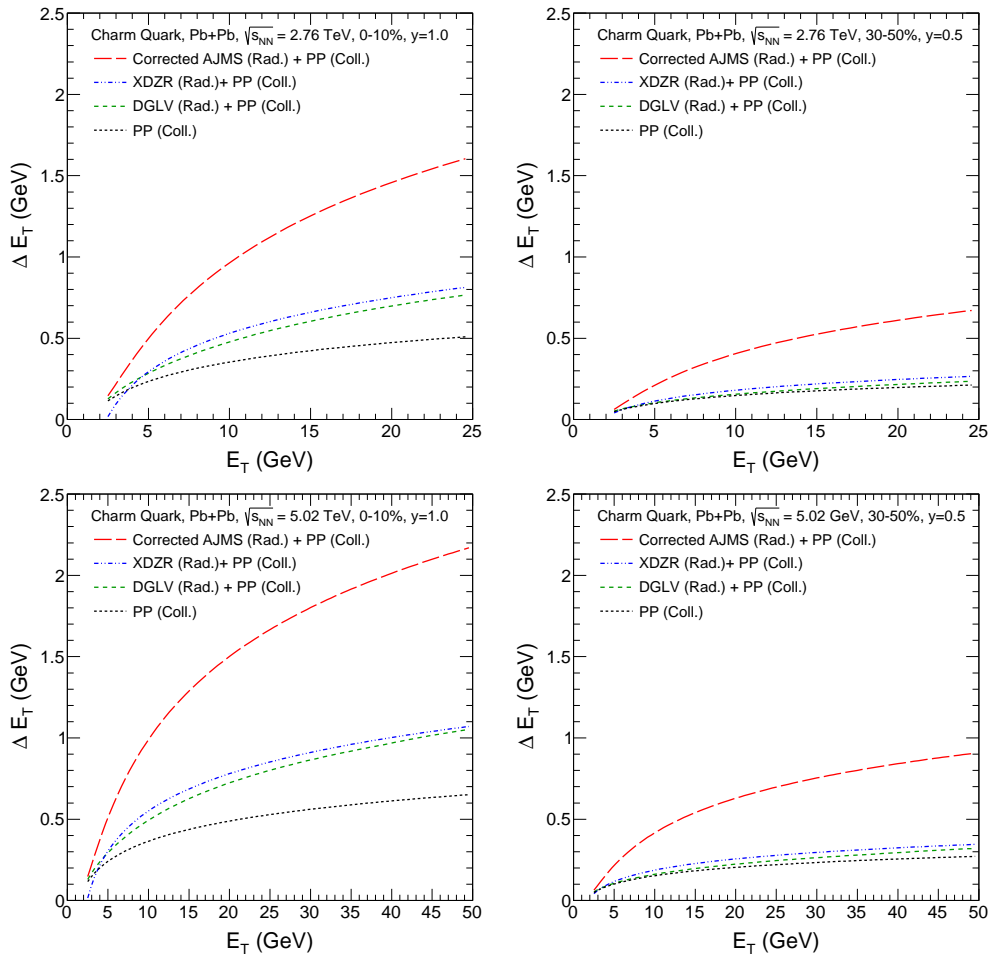 Charm Quark, Pb+Pb, √s_NN = 2.76 TeV, 0-10%, y=1.0
Corrected AJMS (Rad.) + PP (Coll.)
XDZR (Rad.)+ PP (Coll.)
DGLV (Rad.) + PP (Coll.)
PP (Coll.)
Δ E_T (GeV)
2.5
2
1.5
1
0.5
0
0 5 10 15 20 25
E_T (GeV)
Charm Quark, Pb+Pb, √s_NN = 2.76 TeV, 30-50%, y=0.5
Corrected AJMS (Rad.) + PP (Coll.)
XDZR (Rad.)+ PP (Coll.)
DGLV (Rad.) + PP (Coll.)
PP (Coll.)
Δ E_T (GeV)
2.5
2
1.5
1
0.5
0
0 5 10 15 20 25
E_T (GeV)
Charm Quark, Pb+Pb, √s_NN = 5.02 TeV, 0-10%, y=1.0
Corrected AJMS (Rad.) + PP (Coll.)
XDZR (Rad.)+ PP (Coll.)
DGLV (Rad.) + PP (Coll.)
PP (Coll.)
Δ E_T (GeV)
2.5
2
1.5
1
0.5
0
0 5 10 15 20 25 30 35 40 45 50
E_T (GeV)
Charm Quark, Pb+Pb, √s_NN = 5.02 GeV, 30-50%, y=0.5
Corrected AJMS (Rad.) + PP (Coll.)
XDZR (Rad.)+ PP (Coll.)
DGLV (Rad.) + PP (Coll.)
PP (Coll.)
Δ E_T (GeV)
2.5
2
1.5
1
0.5
0
0 5 10 15 20 25 30 35 40 45 50
E_T (GeV)